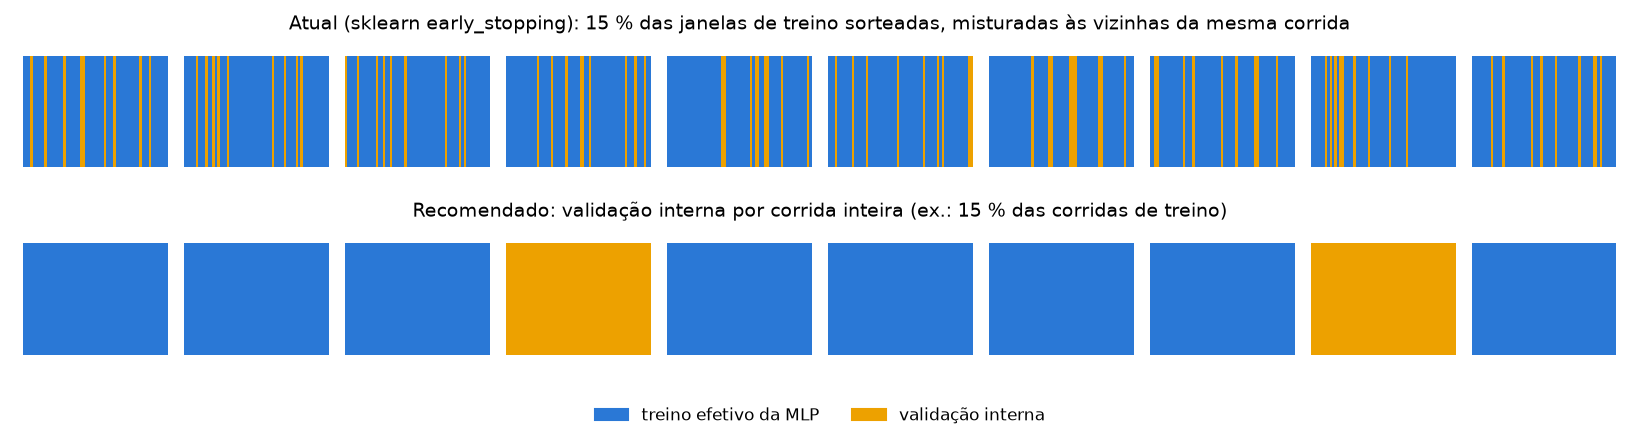 Atual (sklearn early_stopping): 15 % das janelas de treino sorteadas, misturadas às vizinhas da mesma corrida
Recomendado: validação interna por corrida inteira (ex.: 15 % das corridas de treino)
treino efetivo da MLP
validação interna